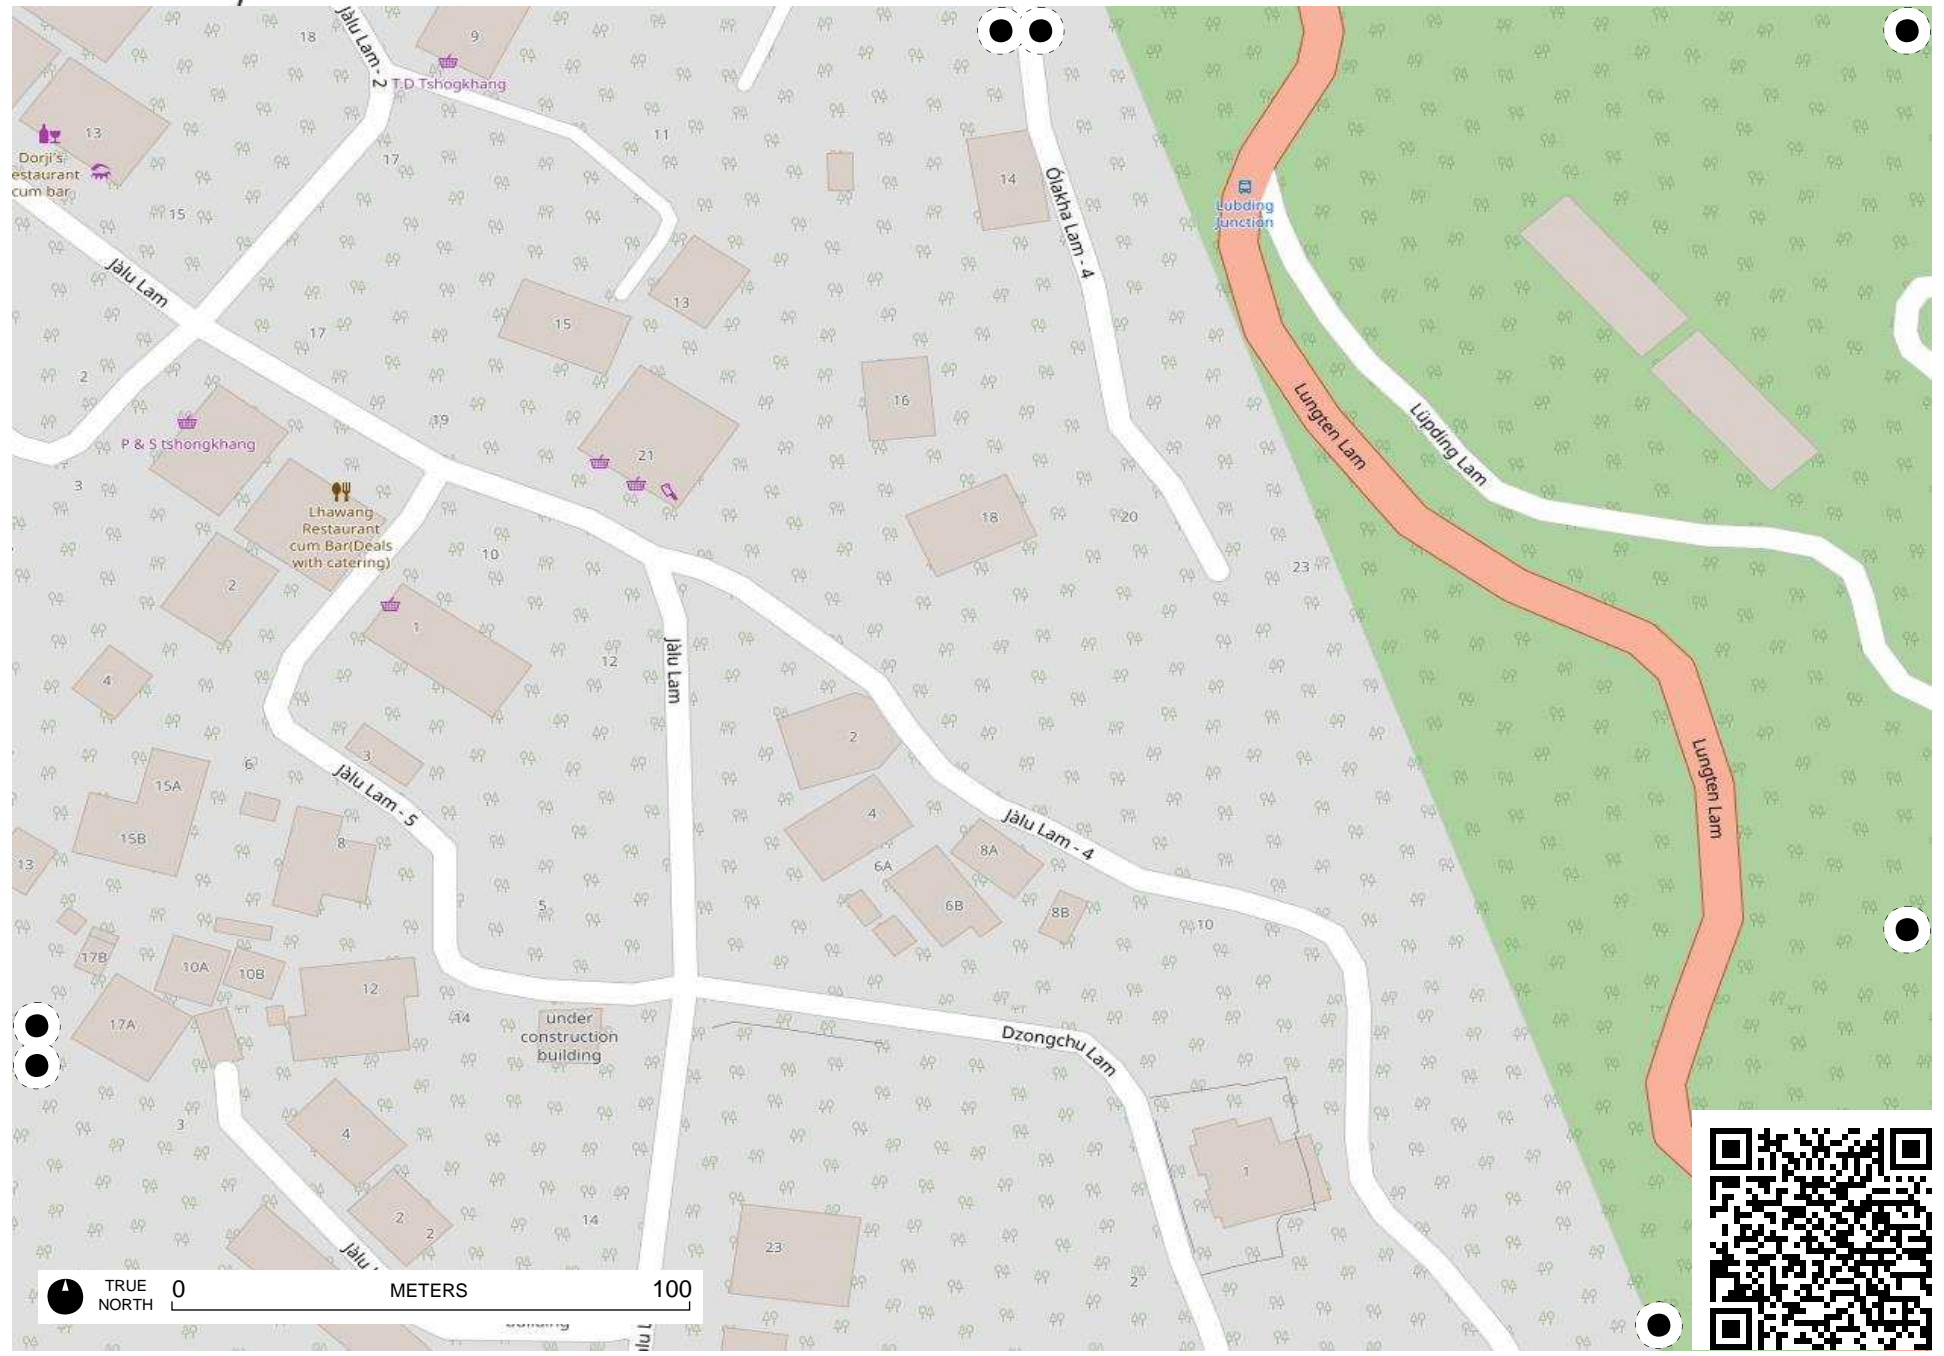 Jàlu Lam - 2
18
9
T.D Tshogkhang
13
Dorji's
estaurant
cum bar
17
11
15
14
Ólakha Lam - 4
Lubding
Junction
Jàlu Lam
13
15
17
2
16
19
P & S tshongkhang
21
Lungten Lam
Lüpding Lam
3
Lhawang
Restaurant
cum Bar(Deals
with catering)
18
20
10
23
2
1
12
4
Jàlu Lam
2
3
6
15A
Jàlu Lam - 5
Lungten Lam
15B
8
4
Jàlu Lam - 4
13
8A
6A
6B
8B
5
10
17B
10A
10B
12
14
17A
under
construction
building
Dzongchu Lam
3
4
1
2
2
14
23
Jàlu
2
TRUE
NORTH
0
METERS
100